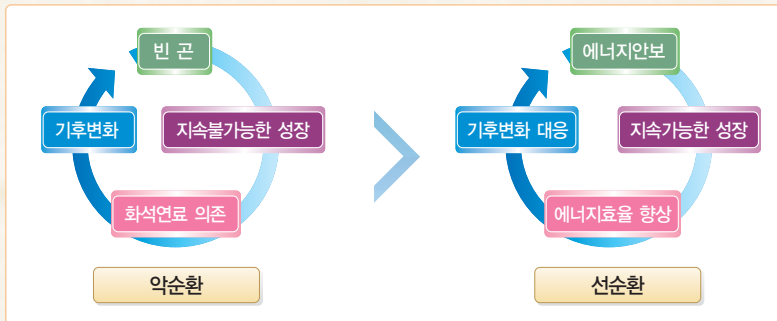 빈 곤
기후변화
지속불가능한 성장
화석연료 의존
악순환
에너지안보
기후변화 대응
지속가능한 성장
에너지효율 향상
선순환